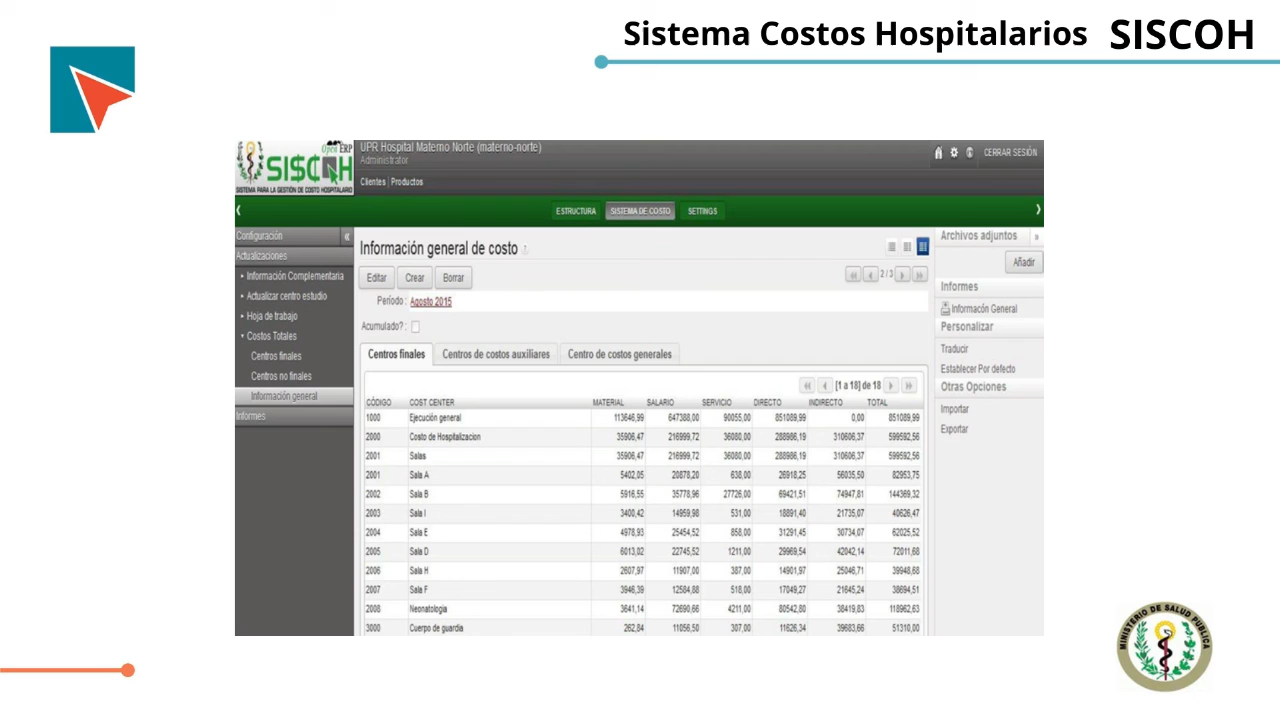 Sistema Costos Hospitalarios SISCOH
Open ERP
SISCOH
SISTEMA PARA LA GESTIÓN DE COSTO HOSPITALARIO
UPR Hospital Materno Norte (materno-norte)
Administrator
Clientes | Productos
CERRAR SESIÓN
ESTRUCTURA SISTEMA DE COSTO SETTINGS
Configuración
Actualizaciones
Información Complementaria
Actualizar centro estudio
Hoja de trabajo
Costos Totales
Centros finales
Centros no finales
Información general
Informes
Información general de costo ?
Editar Crear Borrar
2 / 3
Período : Agosto 2015
Acumulado? :
Centros finales Centros de costos auxiliares Centro de costos generales
[1 a 18] de 18
CÓDIGO COST CENTER MATERIAL SALARIO SERVICIO DIRECTO INDIRECTO TOTAL
1000 Ejecución general 113646,99 647388,00 90055,00 851089,99 0,00 851089,99
2000 Costo de Hospitalizacion 35906,47 216999,72 36080,00 288986,19 310606,37 599592,56
2001 Salas 35906,47 216999,72 36080,00 288986,19 310606,37 599592,56
2001 Sala A 5402,05 20878,20 638,00 26918,25 56035,50 82953,75
2002 Sala B 5916,55 35778,96 27726,00 69421,51 74947,81 144369,32
2003 Sala I 3400,42 14959,98 531,00 18891,40 21735,07 40626,47
2004 Sala E 4978,93 25454,52 858,00 31291,45 30734,07 62025,52
2005 Sala D 6013,02 22745,52 1211,00 29969,54 42042,14 72011,68
2006 Sala H 2607,97 11907,00 387,00 14901,97 25046,71 39948,68
2007 Sala F 3946,39 12584,88 518,00 17049,27 21645,24 38694,51
2008 Neonatologia 3641,14 72690,66 4211,00 80542,80 38419,83 118962,63
3000 Cuerpo de guardia 262,84 11056,50 307,00 11626,34 39683,66 51310,00
Archivos adjuntos
Añadir
Informes
Informacón General
Personalizar
Traducir
Establecer Por defecto
Otras Opciones
Importar
Exportar
MINISTERIO DE SALUD PUBLICA